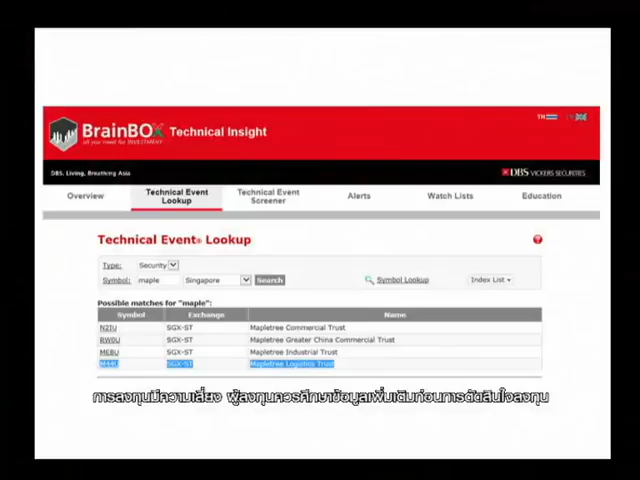 BrainBOX Technical Insight
all you need for INVESTMENT
TH EN
DBS. Living, Breathing Asia
DBS VICKERS SECURITIES
Overview
Technical Event Lookup
Technical Event Screener
Alerts
Watch Lists
Education
Technical Event® Lookup
Type: Security
Symbol: maple Singapore Search Symbol Lookup Index List
Possible matches for "maple":
Symbol Exchange Name
N2IU SGX-ST Mapletree Commercial Trust
RW0U SGX-ST Mapletree Greater China Commercial Trust
ME8U SGX-ST Mapletree Industrial Trust
M44U SGX-ST Mapletree Logistics Trust
การลงทุนมีความเสี่ยง ผู้ลงทุนควรศึกษาข้อมูลเพิ่มเติมก่อนการตัดสินใจลงทุน